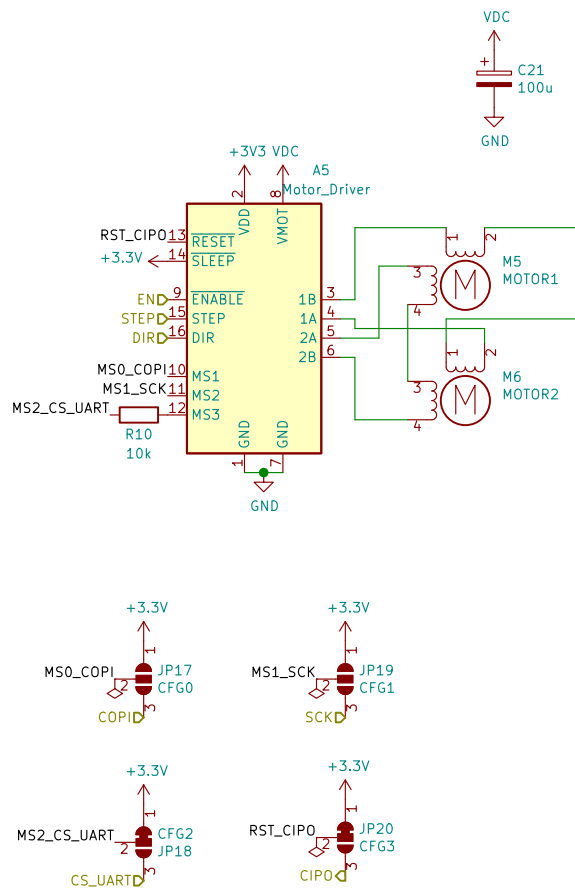 VDC
+
C21
100u
GND
+3V3 VDC
A5
Motor_Driver
2
8
VDD
VMOT
RST_CIPO 13 RESET
+3.3V 14 SLEEP
EN 9 ENABLE
STEP 15 STEP
DIR 16 DIR
MS0_COPI 10 MS1
MS1_SCK 11 MS2
MS2_CS_UART 12 MS3
R10
10k
1B 3
1A 4
2A 5
2B 6
GND
GND
1
7
GND
1
2
3
4
M
M5
MOTOR1
1
2
3
4
M
M6
MOTOR2
+3.3V
1
MS0_COPI
2
JP17
CFG0
3
COPI
+3.3V
1
MS1_SCK
2
JP19
CFG1
3
SCK
+3.3V
1
MS2_CS_UART
2
CFG2
JP18
3
CS_UART
+3.3V
1
RST_CIPO
2
JP20
CFG3
3
CIPO